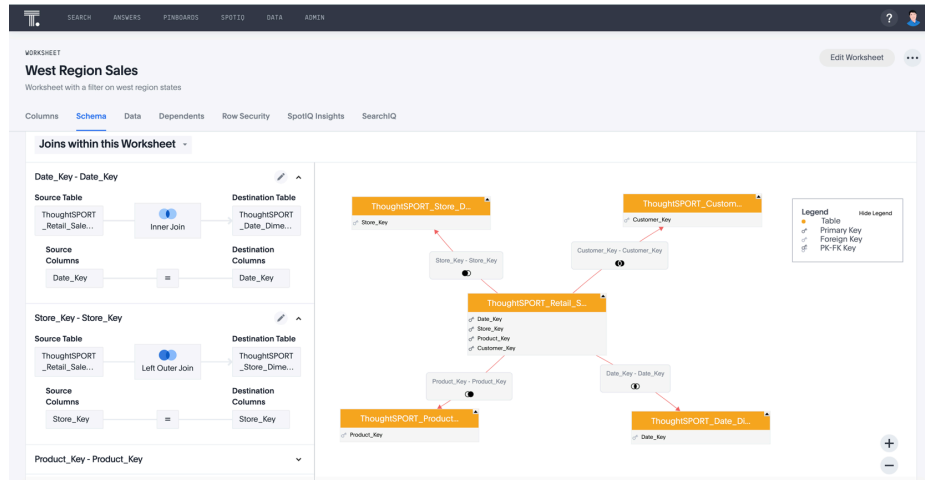 T.
SEARCH ANSWERS PINBOARDS SPOTIQ DATA ADMIN ?
WORKSHEET
West Region Sales
Worksheet with a filter on west region states
Edit Worksheet
Columns Schema Data Dependents Row Security SpotIQ Insights SearchIQ
Joins within this Worksheet
Date_Key - Date_Key
Source Table Destination Table
ThoughtSPORT
_Retail_Sale...
Inner Join
ThoughtSPORT
_Date_Dime...
Source
Columns
Destination
Columns
Date_Key = Date_Key
Store_Key - Store_Key
Source Table Destination Table
ThoughtSPORT
_Retail_Sale...
Left Outer Join
ThoughtSPORT
_Store_Dime...
Source
Columns
Destination
Columns
Store_Key = Store_Key
Product_Key - Product_Key
ThoughtSPORT_Store_D...
Store_Key
ThoughtSPORT_Custom...
Customer_Key
Store_Key - Store_Key
Customer_Key - Customer_Key
ThoughtSPORT_Retail_S...
Date_Key
Store_Key
Product_Key
Customer_Key
Product_Key - Product_Key
Date_Key - Date_Key
ThoughtSPORT_Product...
Product_Key
ThoughtSPORT_Date_Di...
Date_Key
Legend Hide Legend
Table
Primary Key
Foreign Key
PK-FK Key
+
−